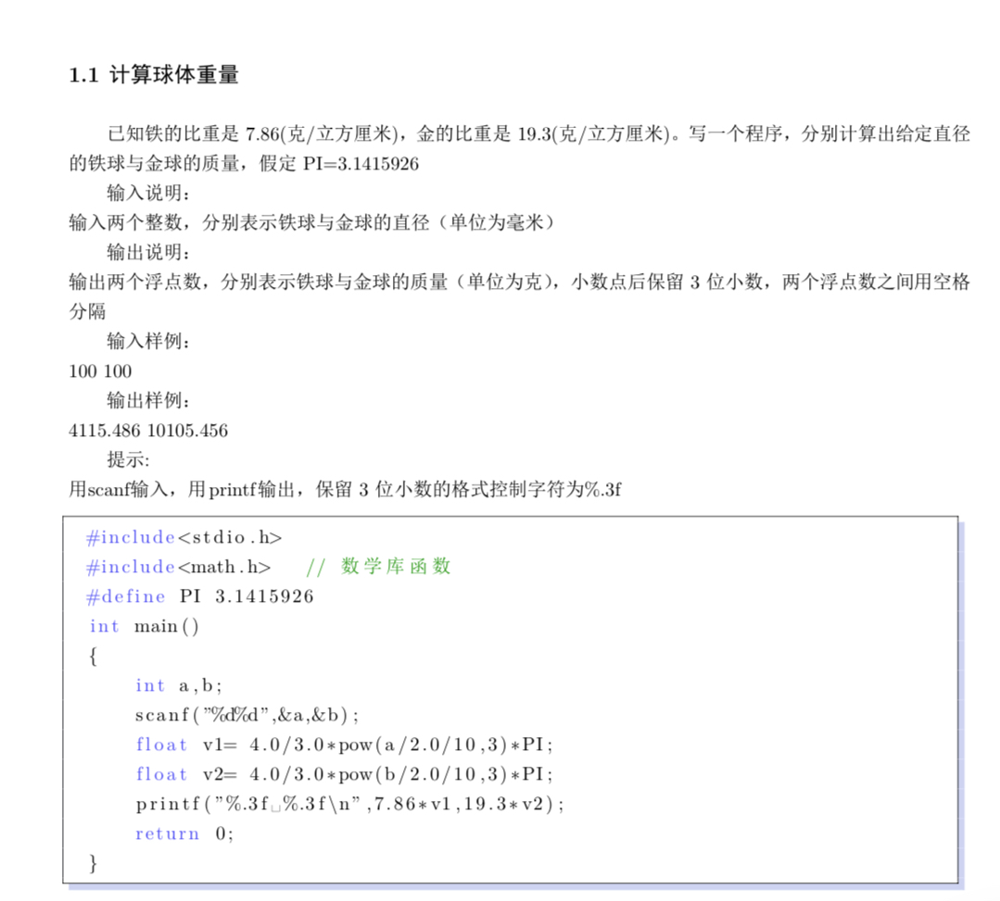 1.1 计算球体重量
已知铁的比重是 7.86(克/立方厘米)，金的比重是 19.3(克/立方厘米)。写一个程序，分别计算出给定直径
的铁球与金球的质量，假定 PI=3.1415926
输入说明：
输入两个整数，分别表示铁球与金球的直径（单位为毫米）
输出说明：
输出两个浮点数，分别表示铁球与金球的质量（单位为克），小数点后保留 3 位小数，两个浮点数之间用空格
分隔
输入样例：
100 100
输出样例：
4115.486 10105.456
提示:
用scanf输入，用printf输出，保留 3 位小数的格式控制字符为%.3f
#include<stdio.h>
#include<math.h> // 数学库函数
#define PI 3.1415926
int main()
{
int a,b;
scanf("%d%d",&a,&b);
float v1= 4.0/3.0*pow(a/2.0/10,3)*PI;
float v2= 4.0/3.0*pow(b/2.0/10,3)*PI;
printf("%.3f␣%.3f\n",7.86*v1,19.3*v2);
return 0;
}